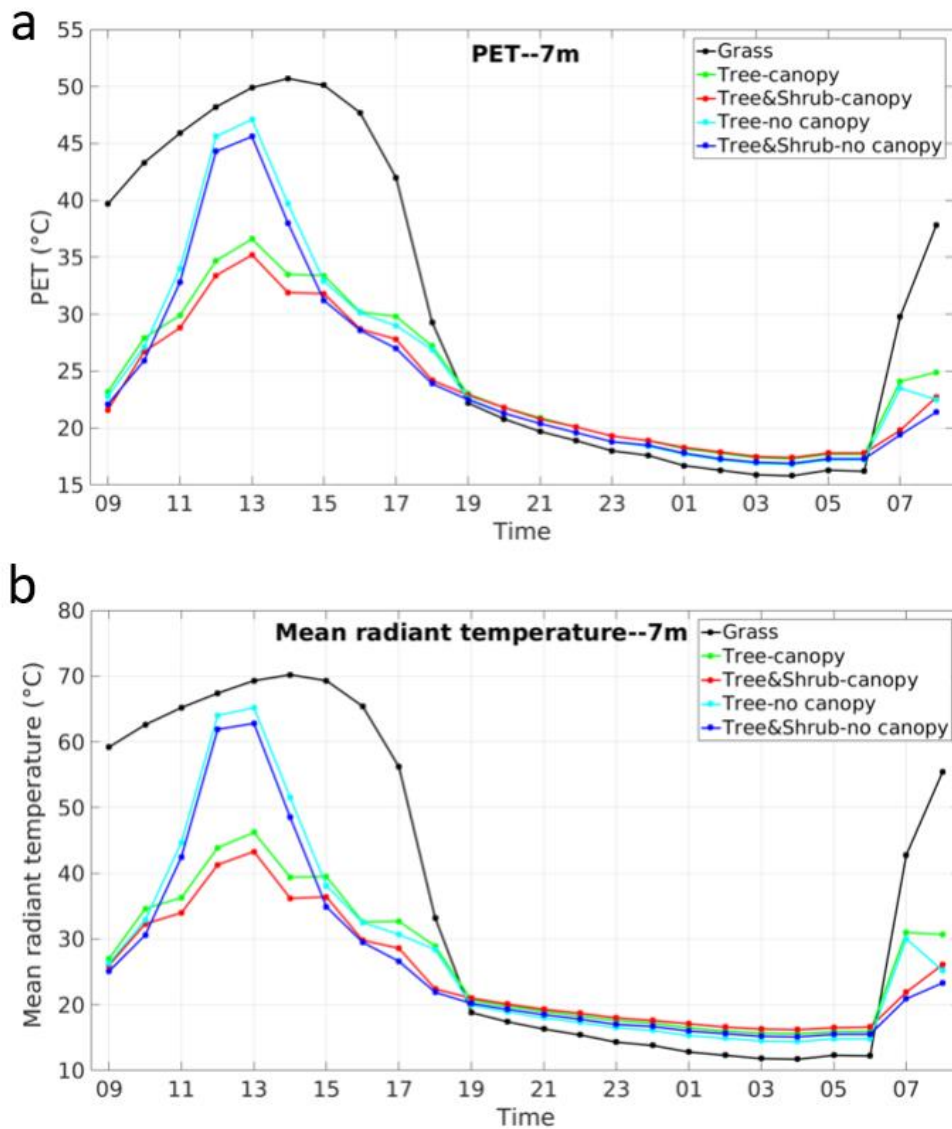 a
PET--7m
Grass
Tree-canopy
Tree&Shrub-canopy
Tree-no canopy
Tree&Shrub-no canopy
55
50
45
40
35
30
25
20
15
PET (°C)
09 11 13 15 17 19 21 23 01 03 05 07
Time
b
Mean radiant temperature--7m
Grass
Tree-canopy
Tree&Shrub-canopy
Tree-no canopy
Tree&Shrub-no canopy
80
70
60
50
40
30
20
10
Mean radiant temperature (°C)
09 11 13 15 17 19 21 23 01 03 05 07
Time